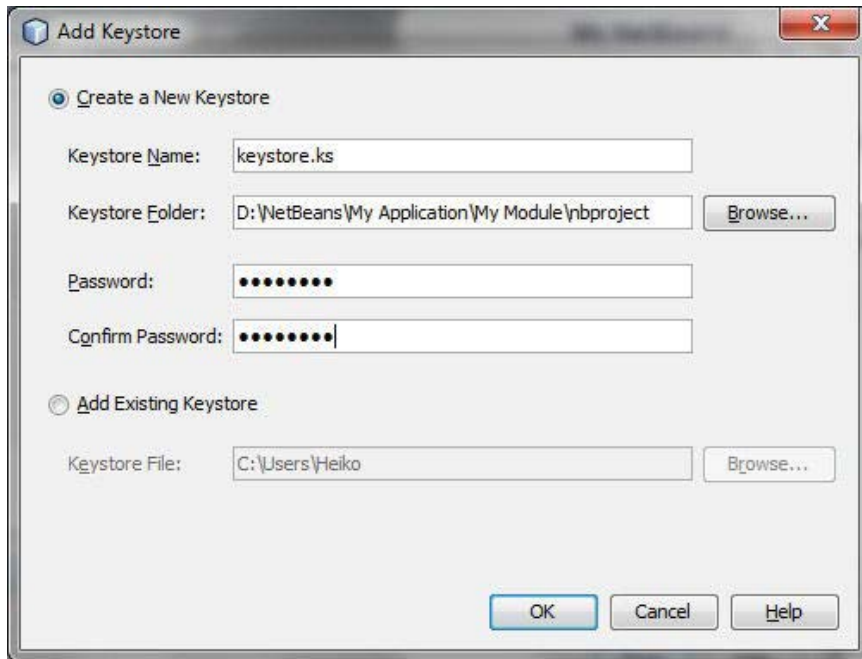 Add Keystore
Create a New Keystore
Keystore Name: keystore.ks
Keystore Folder: D:\NetBeans\My Application\My Module\nbproject Browse...
Password: ●●●●●●●●
Confirm Password: ●●●●●●●●
Add Existing Keystore
Keystore File: C:\Users\Heiko Browse...
OK Cancel Help